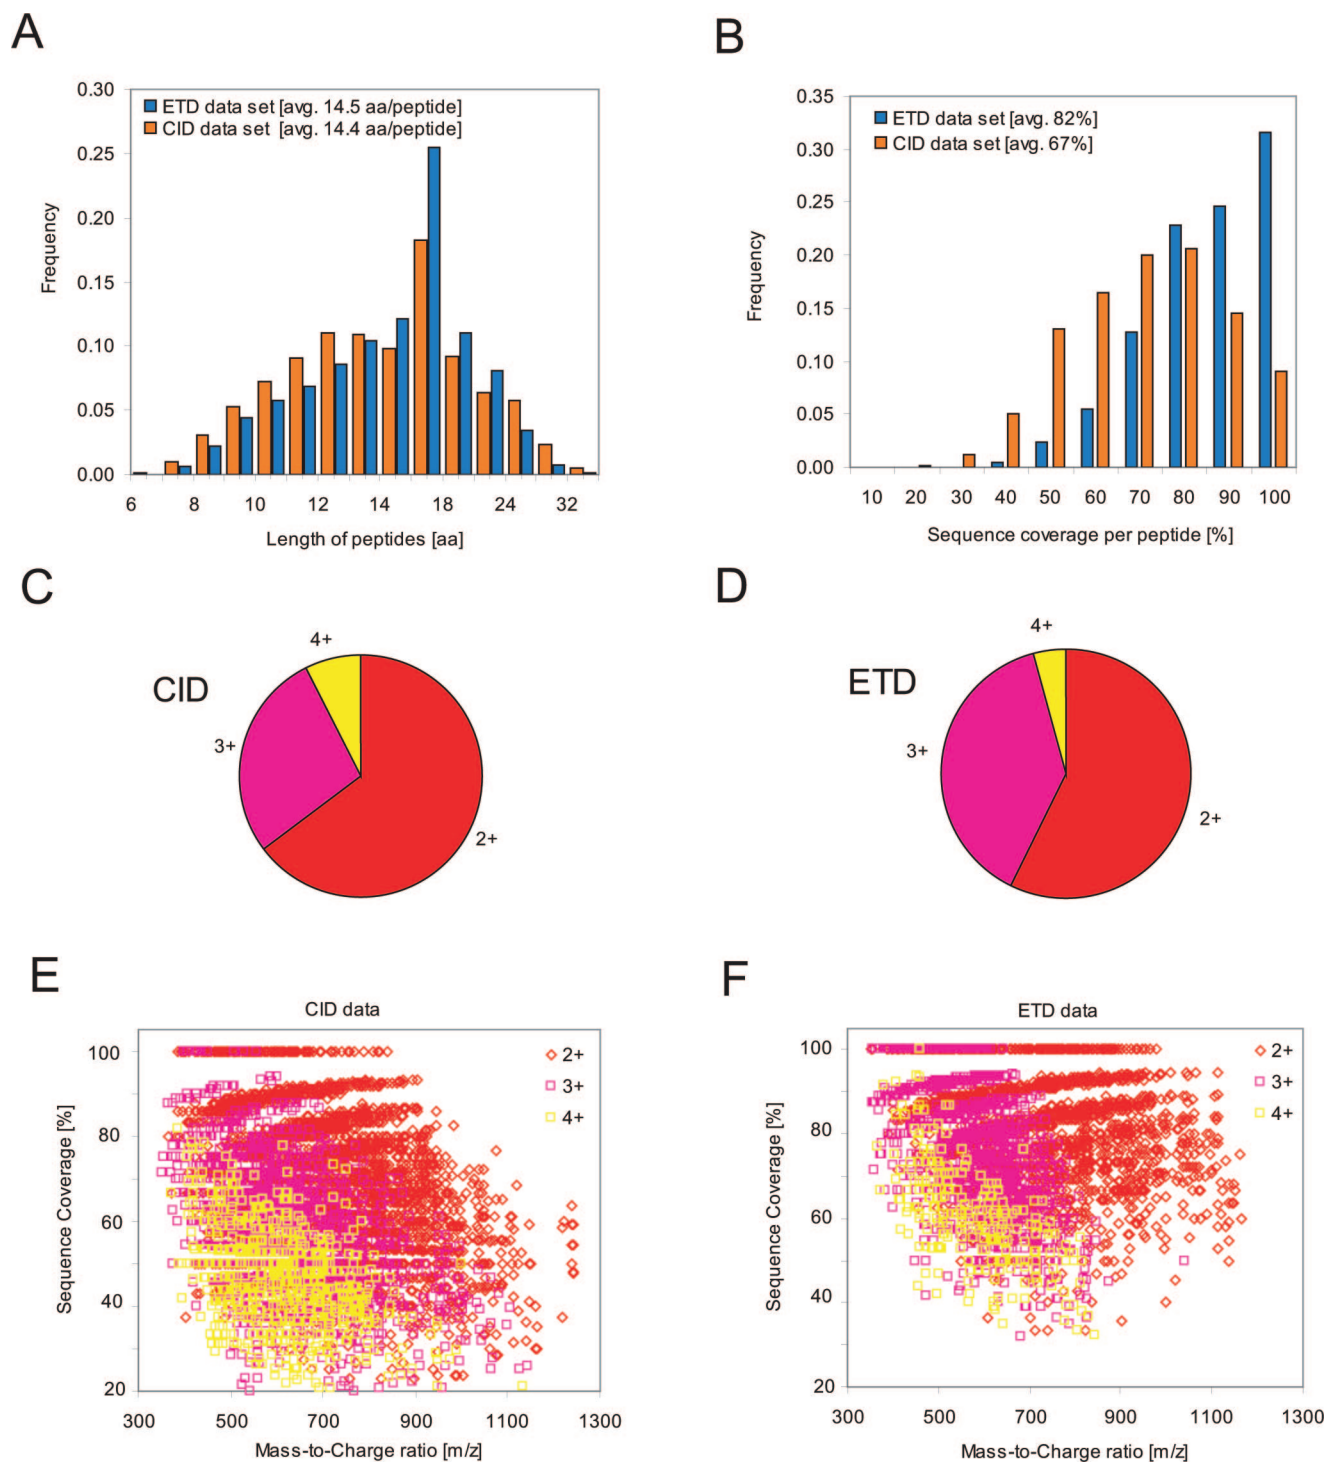 A
0.30
0.25
0.20
0.15
0.10
0.05
0.00
Frequency
ETD data set [avg. 14.5 aa/peptide]
CID data set [avg. 14.4 aa/peptide]
6 8 10 12 14 18 24 32
Length of peptides [aa]
B
0.35
0.30
0.25
0.20
0.15
0.10
0.05
0.00
Frequency
ETD data set [avg. 82%]
CID data set [avg. 67%]
10 20 30 40 50 60 70 80 90 100
Sequence coverage per peptide [%]
C
CID
4+
3+
2+
D
ETD
4+
3+
2+
E
CID data
100
80
60
40
20
Sequence Coverage [%]
2+
3+
4+
300 500 700 900 1100 1300
Mass-to-Charge ratio [m/z]
F
ETD data
100
80
60
40
20
Sequence Coverage [%]
2+
3+
4+
300 500 700 900 1100 1300
Mass-to-Charge ratio [m/z]